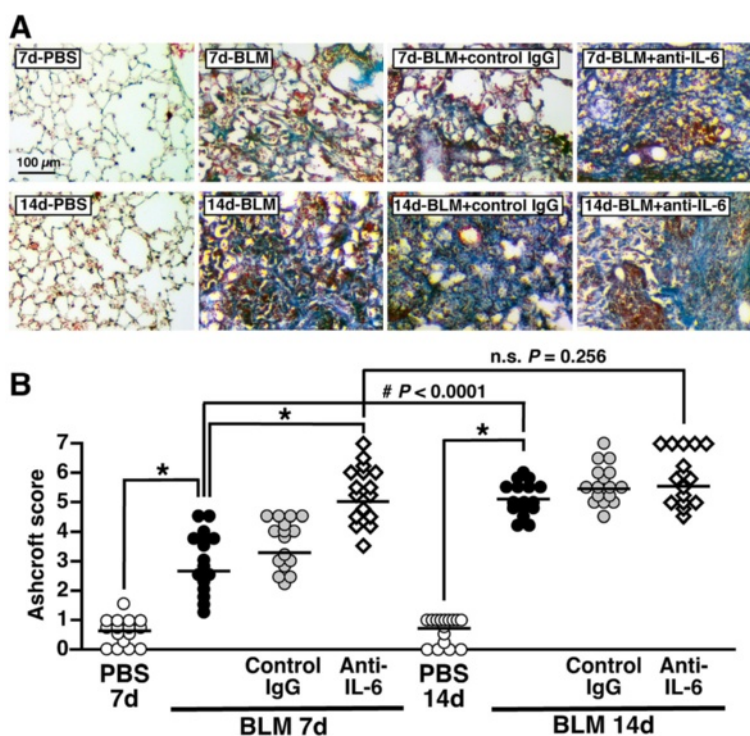 A
7d-PBS
7d-BLM
7d-BLM+control IgG
7d-BLM+anti-IL-6
100 µm
14d-PBS
14d-BLM
14d-BLM+control IgG
14d-BLM+anti-IL-6
B
n.s. P = 0.256
# P < 0.0001
*
*
*
7
6
5
4
3
2
1
0
Ashcroft score
PBS
7d
Control
IgG
Anti-
IL-6
BLM 7d
PBS
14d
Control
IgG
Anti-
IL-6
BLM 14d